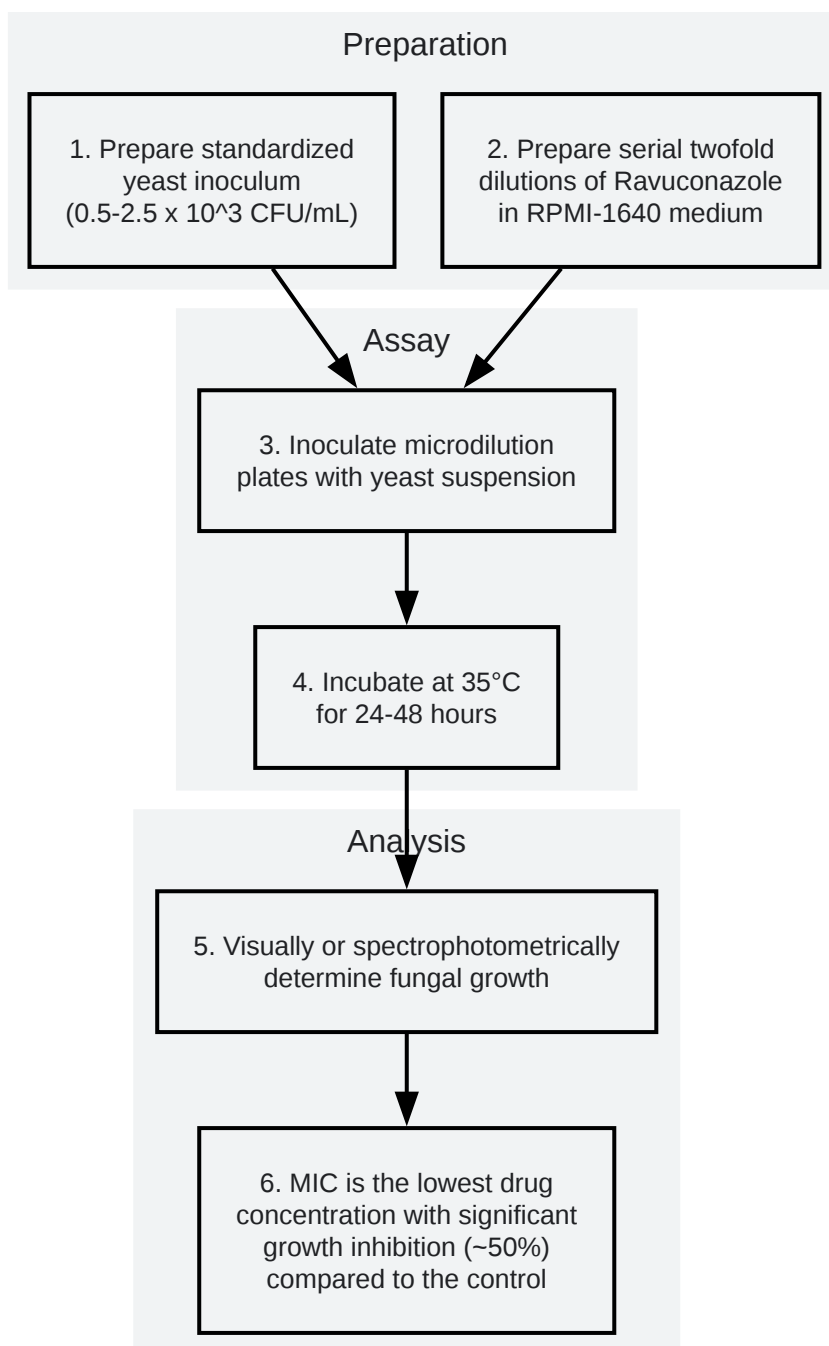 Preparation
1. Prepare standardized
yeast inoculum
(0.5-2.5 x 10^3 CFU/mL)
2. Prepare serial twofold
dilutions of Ravuconazole
in RPMI-1640 medium
Assay
3. Inoculate microdilution
plates with yeast suspension
4. Incubate at 35°C
for 24-48 hours
Analysis
5. Visually or spectrophotometrically
determine fungal growth
6. MIC is the lowest drug
concentration with significant
growth inhibition (~50%)
compared to the control